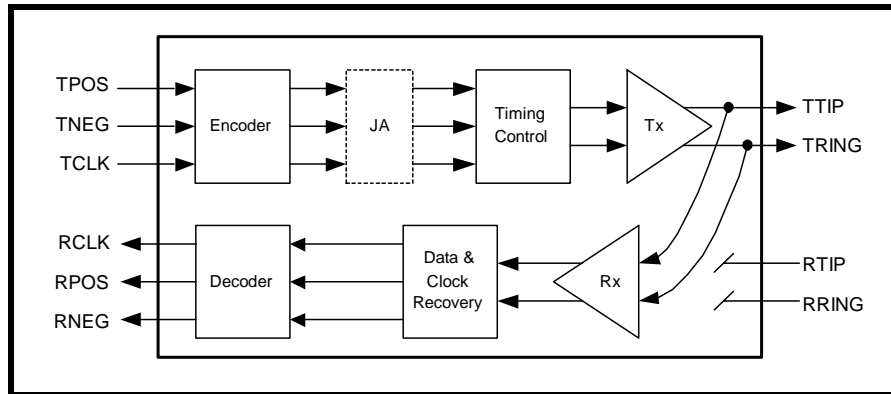 TPOS
TNEG
TCLK
Encoder
JA
Timing
Control
Tx
TTIP
TRING
RCLK
RPOS
RNEG
Decoder
Data &
Clock
Recovery
Rx
RTIP
RRING